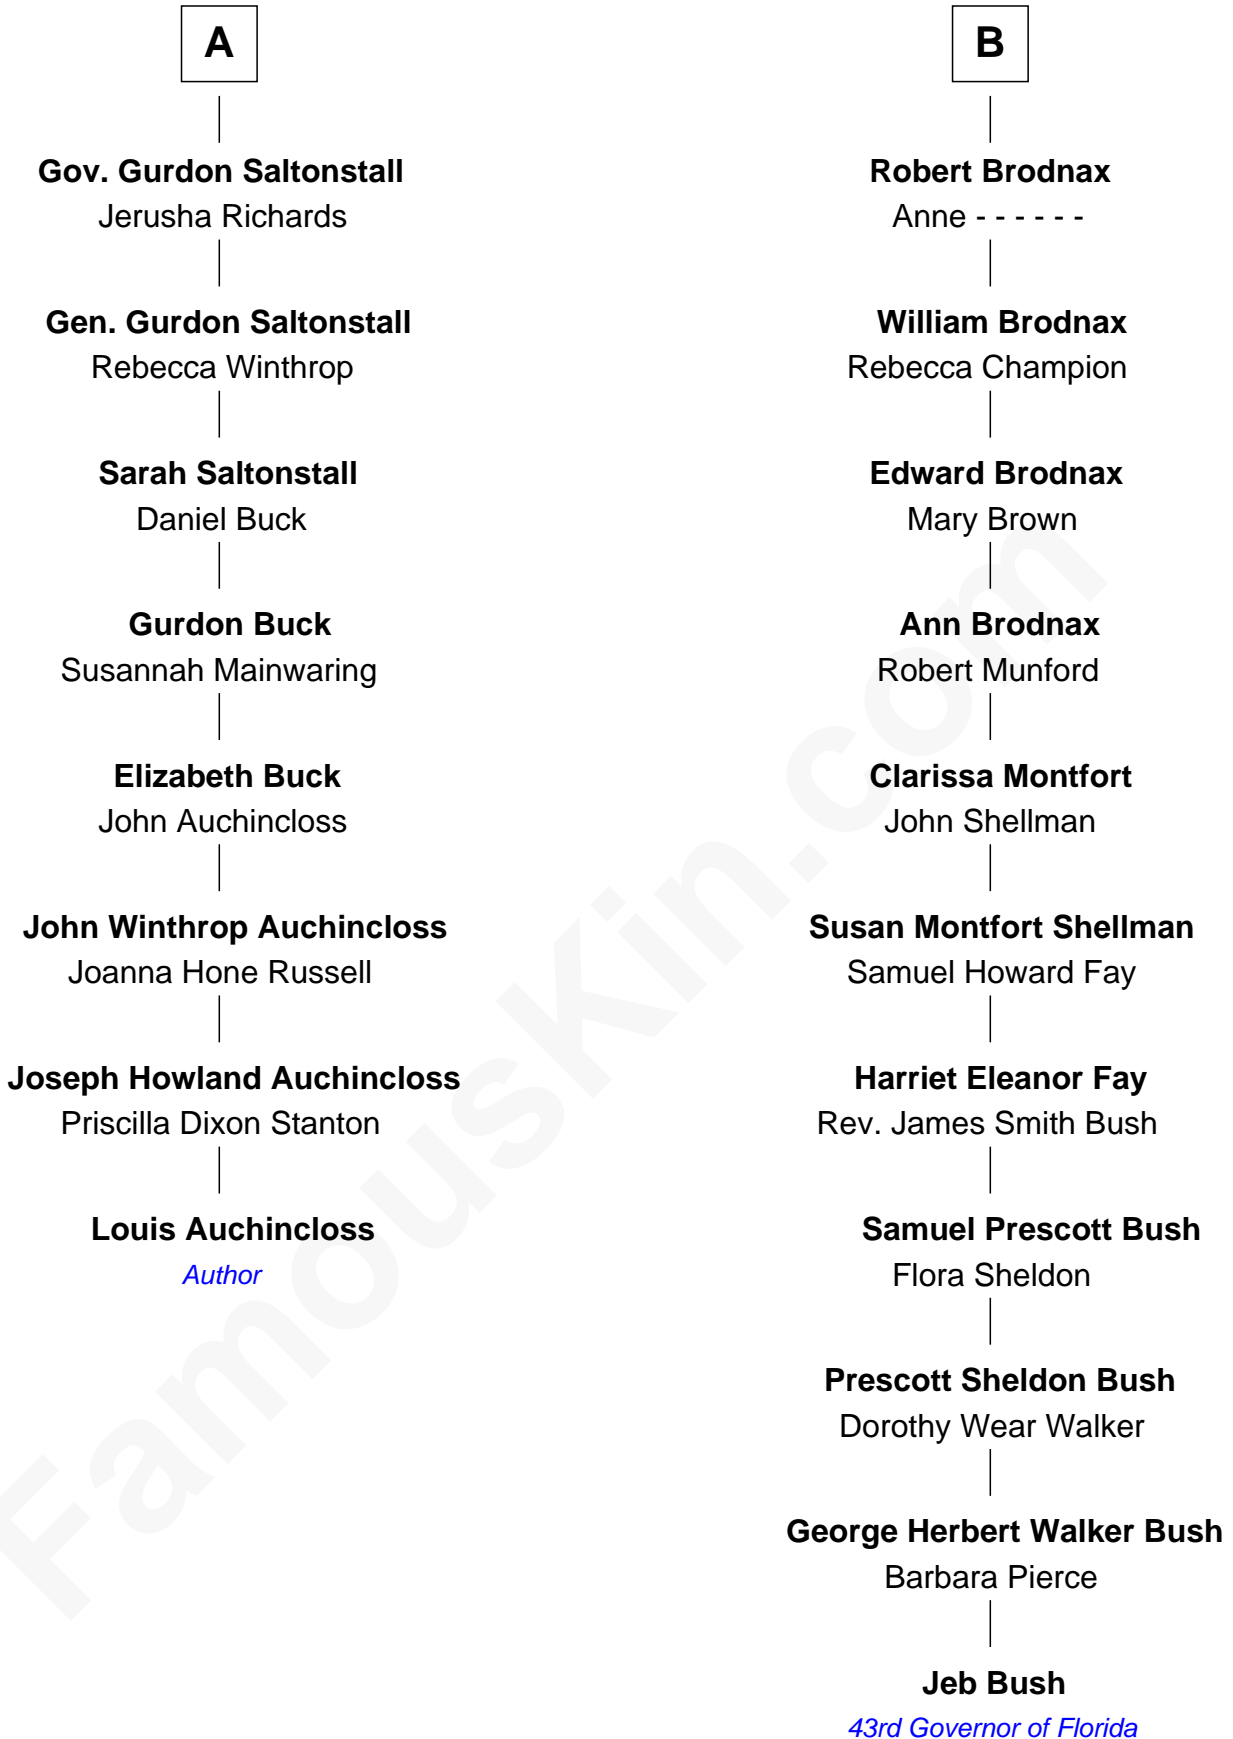 A
Gov. Gurdon Saltonstall
Jerusha Richards
Gen. Gurdon Saltonstall
Rebecca Winthrop
Sarah Saltonstall
Daniel Buck
Gurdon Buck
Susannah Mainwaring
Elizabeth Buck
John Auchincloss
John Winthrop Auchincloss
Joanna Hone Russell
Joseph Howland Auchincloss
Priscilla Dixon Stanton
Louis Auchincloss
Author
B
Robert Brodnax
Anne - - - - - -
William Brodnax
Rebecca Champion
Edward Brodnax
Mary Brown
Ann Brodnax
Robert Munford
Clarissa Montfort
John Shellman
Susan Montfort Shellman
Samuel Howard Fay
Harriet Eleanor Fay
Rev. James Smith Bush
Samuel Prescott Bush
Flora Sheldon
Prescott Sheldon Bush
Dorothy Wear Walker
George Herbert Walker Bush
Barbara Pierce
Jeb Bush
43rd Governor of Florida
FamousKin.com